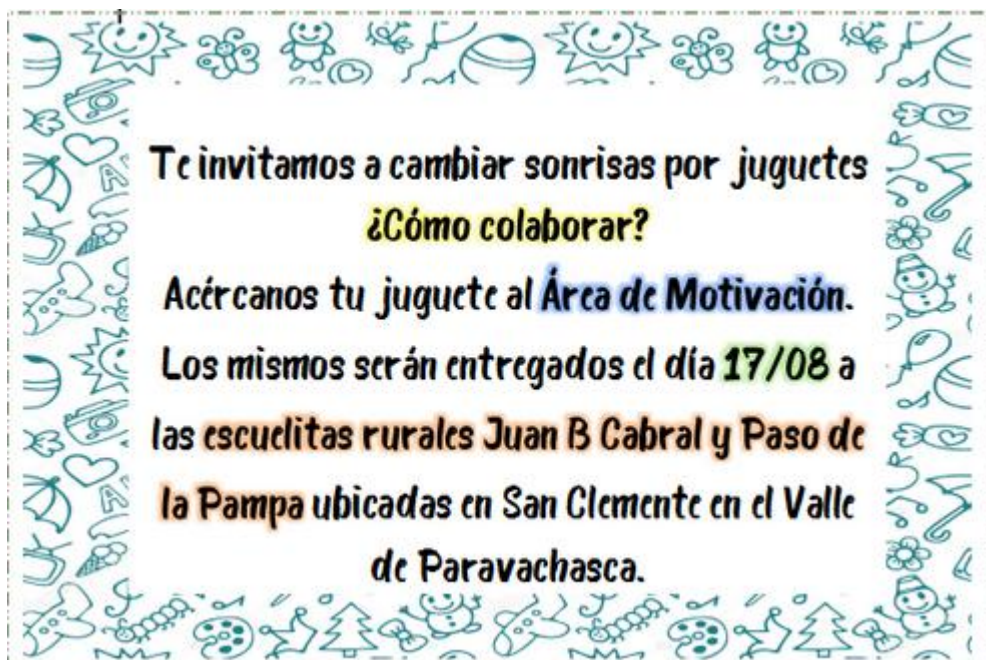 Te invitamos a cambiar sonrisas por juguetes
¿Cómo colaborar?
Acércanos tu juguete al Área de Motivación.
Los mismos serán entregados el día 17/08 a
las escuelitas rurales Juan B Cabral y Paso de
la Pampa ubicadas en San Clemente en el Valle
de Paravachasca.